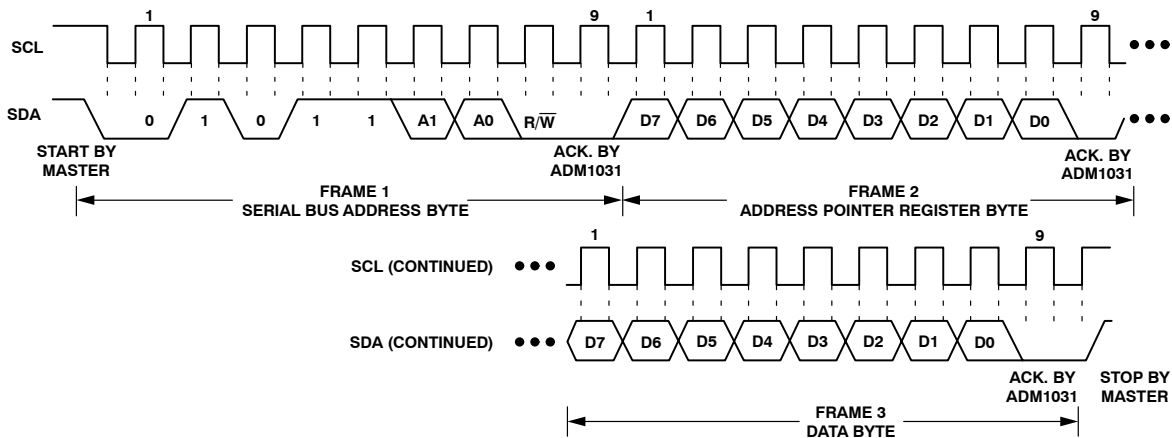 1 9 1 9
SCL
SDA 0 1 0 1 1 A1 A0 R/W̅ D7 D6 D5 D4 D3 D2 D1 D0
START BY
MASTER
ACK. BY
ADM1031
ACK. BY
ADM1031
FRAME 1
SERIAL BUS ADDRESS BYTE
FRAME 2
ADDRESS POINTER REGISTER BYTE
1 9
SCL (CONTINUED)
SDA (CONTINUED) D7 D6 D5 D4 D3 D2 D1 D0
ACK. BY
ADM1031
STOP BY
MASTER
FRAME 3
DATA BYTE